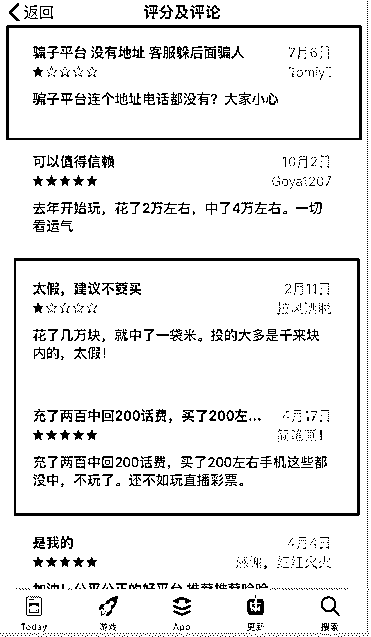 返回
评分及评论
骗子平台 没有地址 客服躲后面骗人
7月6日
★☆☆☆☆
骗子平台连个地址电话都没有？大家小心
可以值得信赖
10月2日
★★★★★
Goya1207
去年开始玩，花了2万左右，中了4万左右。一切
看运气
太假，建议不要买
2月11日
★☆☆☆☆
花了几万块，就中了一袋米。投的大多是千来块
内的，太假！
充了两百中回200话费，买了200左...
4月17日
★★★★★
充了两百中回200话费，买了200左右手机这些都
没中，不玩了。还不如玩直播彩票。
是我的
4月4日
★★★★★
Today
游戏
App
更新
搜索